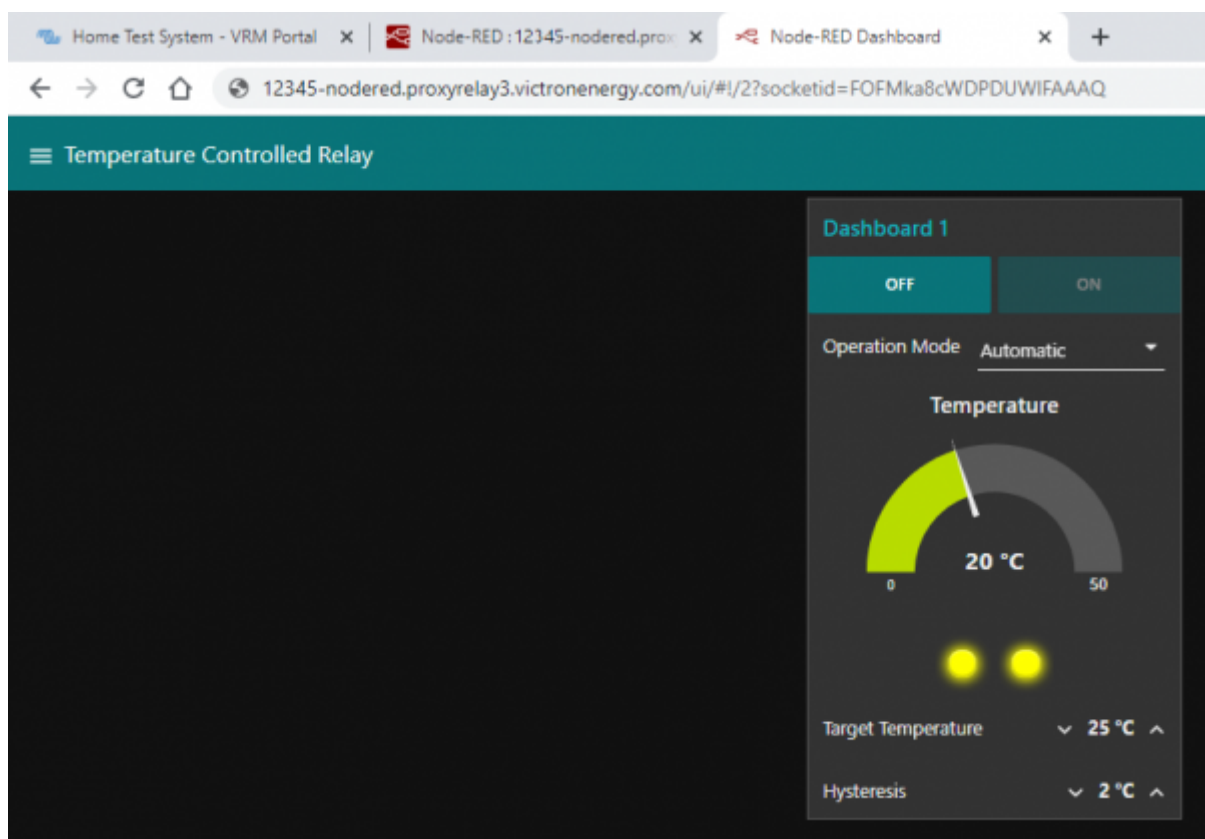 Home Test System - VRM Portal
Node-RED : 12345-nodered.prox
Node-RED Dashboard
12345-nodered.proxyrelay3.victronenergy.com/ui/#!/2?socketid=FOFMka8cWDPDUWIFAAAQ
Temperature Controlled Relay
Dashboard 1
OFF ON
Operation Mode Automatic
Temperature
20 °C
0 50
Target Temperature 25 °C
Hysteresis 2 °C